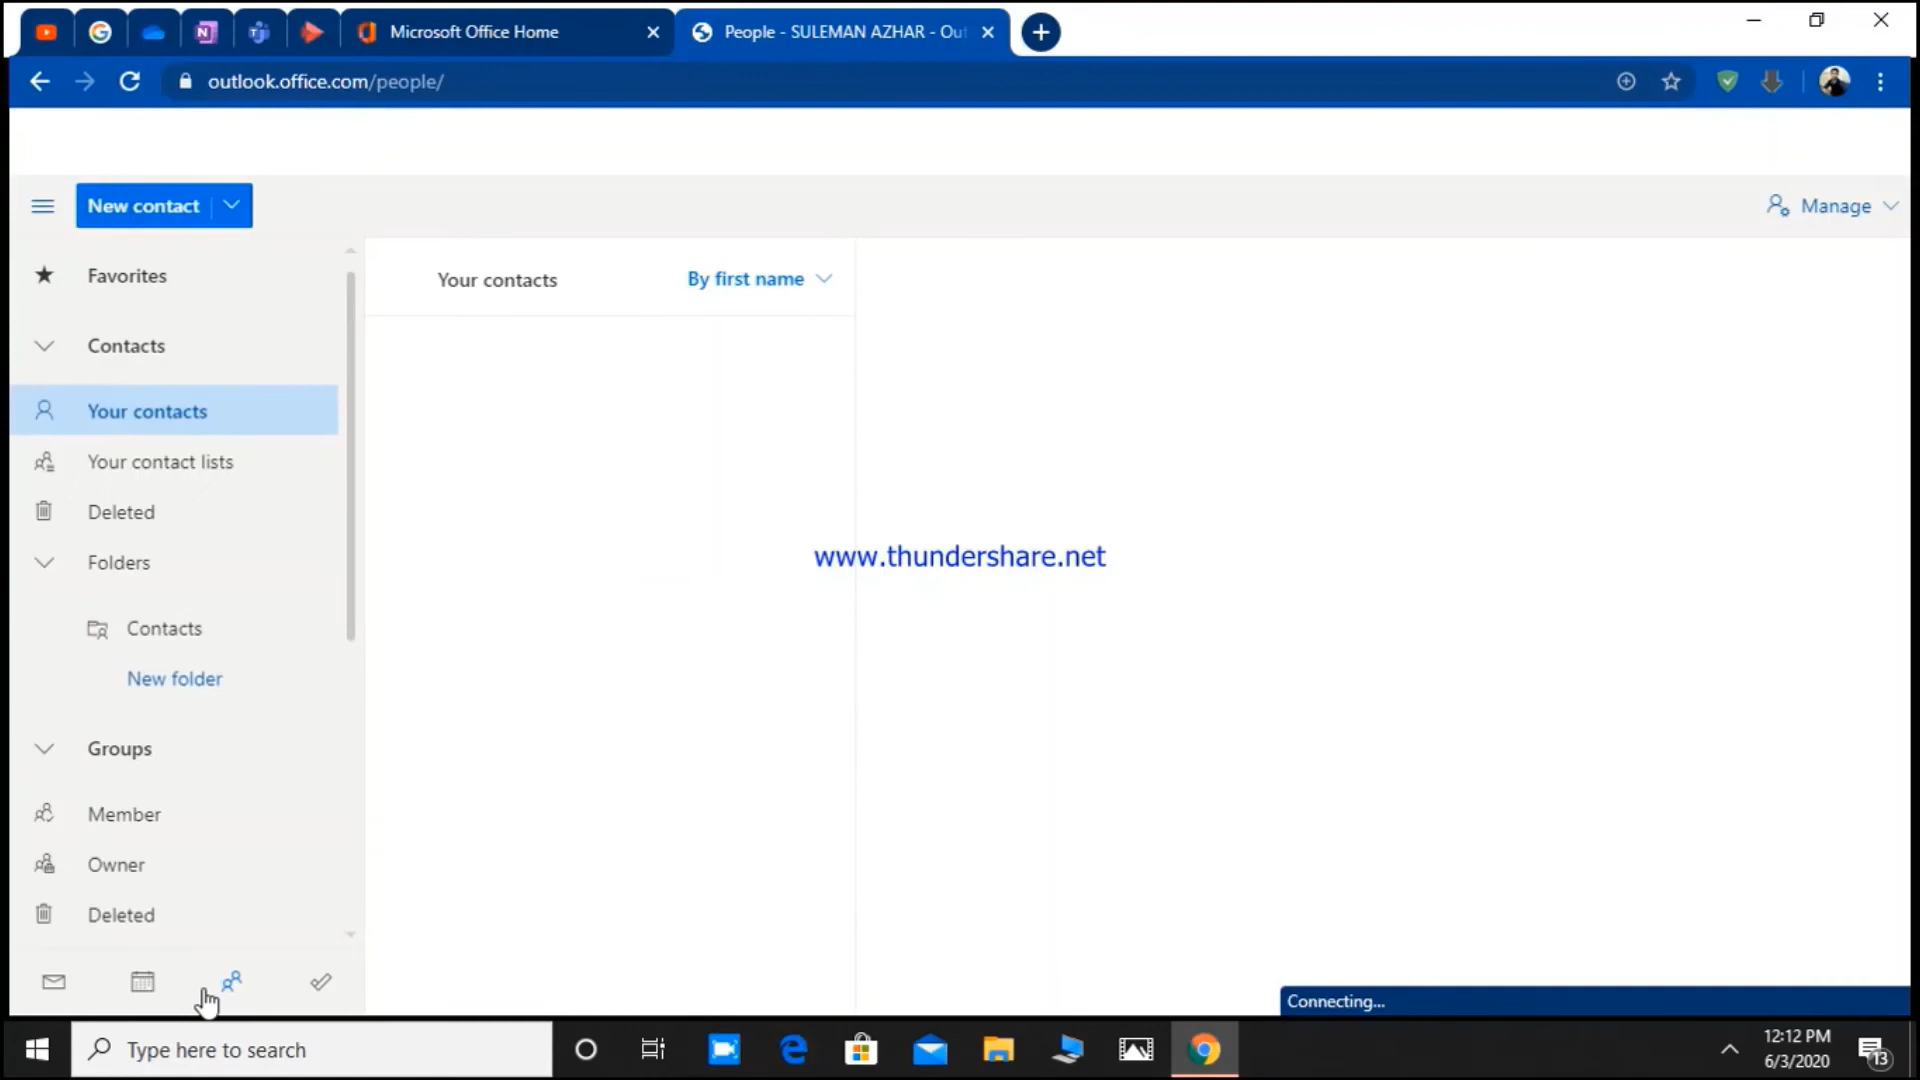 Microsoft Office Home
People - SULEMAN AZHAR - Ou
outlook.office.com/people/
New contact
Manage
Favorites
Your contacts
By first name
Contacts
Your contacts
Your contact lists
Deleted
Folders
www.thundershare.net
Contacts
New folder
Groups
Member
Owner
Deleted
Connecting...
Type here to search
12:12 PM
6/3/2020
13